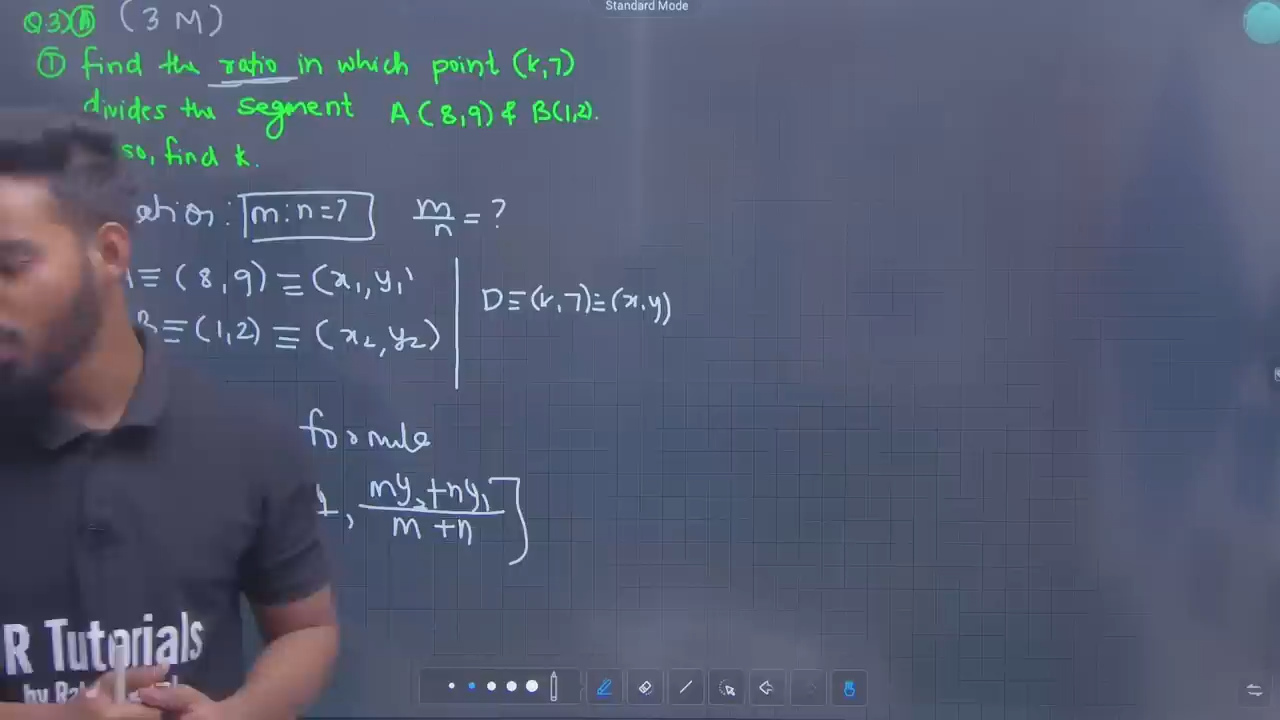 Standard Mode
Q.3) A (3 M)
① find the ratio in which point (k,7)
divides the segment A(8,9) & B(1,2).
so, find k.
m:n=? m/n = ?
≡ (8,9) ≡ (x₁,y₁)
B≡(1,2) ≡ (x₂,y₂)
D≡(k,7)≡(x,y)
formula
, my₂+ny₁ / m+n ]
R Tutorials